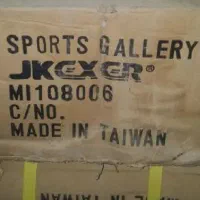 SPORTS GALLERY
JKEXER®
MI108006
C/NO.
MADE IN TAIWAN